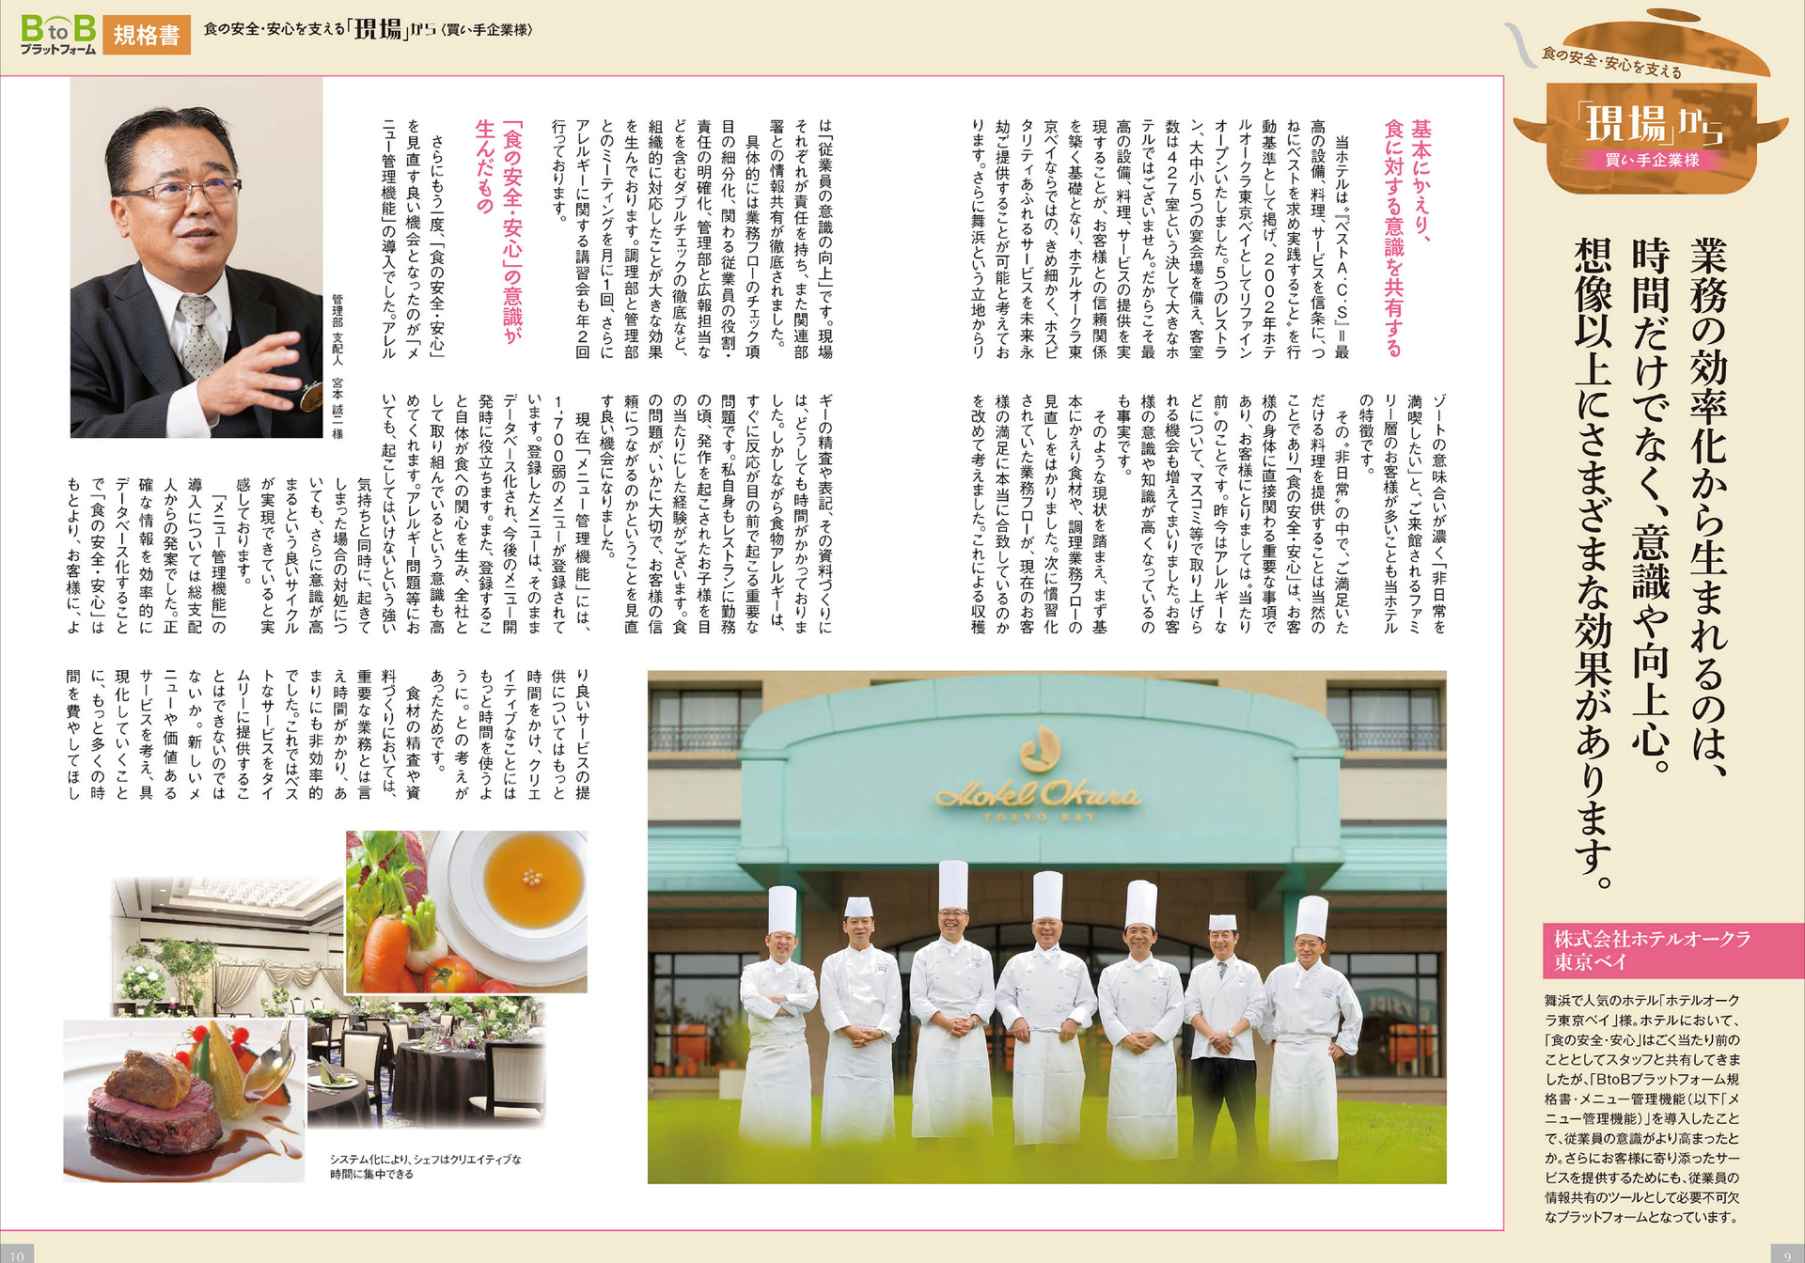 BtoB
プラットフォーム
規格書
食の安全・安心を支える「現場」から〈買い手企業様〉
食の安全・安心を支える
「現場」から
買い手企業様
業務の効率化から生まれるのは、
時間だけでなく、意識や向上心。
想像以上にさまざまな効果があります。
株式会社ホテルオークラ
東京ベイ
舞浜で人気のホテル「ホテルオーク
ラ東京ベイ」様。ホテルにおいて、
「食の安全・安心」はごく当たり前の
こととしてスタッフと共有してきま
したが、「BtoBプラットフォーム規
格書・メニュー管理機能（以下「メ
ニュー管理機能）」を導入したこと
で、従業員の意識がより高まったと
か。さらにお客様に寄り添ったサー
ビスを提供するためにも、従業員の
情報共有のツールとして必要不可欠
なプラットフォームとなっています。
基本にかえり、
食に対する意識を共有する
当ホテルは〝『ベストA・C・S』＝最
高の設備、料理、サービスを信条に、つ
ねにベストを求め実践すること〟を行
動基準として掲げ、２００２年ホテ
ルオークラ東京ベイとしてリファイン
オープンいたしました。５つのレストラ
ン、大中小５つの宴会場を備え、客室
数は４２７室という決して大きなホ
テルではございません。だからこそ最
高の設備、料理、サービスの提供を実
現することが、お客様との信頼関係
を築く基礎となり、ホテルオークラ東
京ベイならではの、きめ細かく、ホスピ
タリティあふれるサービスを未来永
劫ご提供することが可能と考えてお
ります。さらに舞浜という立地からリ
ゾートの意味合いが濃く「非日常を
満喫したい」と、ご来館されるファミ
リー層のお客様が多いことも当ホテル
の特徴です。
その〝非日常〟の中で、ご満足いた
だける料理を提供することは当然の
ことであり「食の安全・安心」は、お客
様の身体に直接関わる重要な事項で
あり、お客様にとりましては〝当たり
前〟のことです。昨今はアレルギーな
どについて、マスコミ等で取り上げら
れる機会も増えてまいりました。お客
様の意識や知識が高くなっているの
も事実です。
そのような現状を踏まえ、まず基
本にかえり食材や、調理業務フローの
見直しをはかりました。次に慣習化
されていた業務フローが、現在のお客
様の満足に本当に合致しているのか
を改めて考えました。これによる収穫
は「従業員の意識の向上」です。現場
それぞれが責任を持ち、また関連部
署との情報共有が徹底されました。
具体的には業務フローのチェック項
目の細分化、関わる従業員の役割・
責任の明確化、管理部と広報担当な
どを含むダブルチェックの徹底など、
組織的に対応したことが大きな効果
を生んでおります。調理部と管理部
とのミーティングを月に１回、さらに
アレルギーに関する講習会も年２回
行っております。
「食の安全・安心」の意識が
生んだもの
さらにもう一度、「食の安全・安心」
を見直す良い機会となったのが「メ
ニュー管理機能」の導入でした。アレル
ギーの精査や表記、その資料づくりに
は、どうしても時間がかかっておりま
した。しかしながら食物アレルギーは、
すぐに反応が目の前で起こる重要な
問題です。私自身もレストランに勤務
の頃、発作を起こされたお子様を目
の当たりにした経験がございます。食
の問題が、いかに大切で、お客様の信
頼につながるのかということを見直
す良い機会になりました。
現在「メニュー管理機能」には、
1,７００弱のメニューが登録されて
います。登録したメニューは、そのまま
データベース化され、今後のメニュー開
発時に役立ちます。また、登録するこ
と自体が食への関心を生み、全社と
して取り組んでいるという意識も高
めてくれます。アレルギー問題等にお
いても、起こしてはいけないという強い
気持ちと同時に、起きて
しまった場合の対処につ
いても、さらに意識が高
まるという良いサイクル
が実現できていると実
感しております。
「メニュー管理機能」の
導入については総支配
人からの発案でした。正
確な情報を効率的に
データベース化すること
で「食の安全・安心」は
もとより、お客様に、よ
り良いサービスの提
供についてはもっと
時間をかけ、クリエ
イティブなことには
もっと時間を使うよ
うに。との考えが
あったためです。
食材の精査や資
料づくりにおいては、
重要な業務とは言
え時間がかかり、あ
まりにも非効率的
でした。これではベス
トなサービスをタイ
ムリーに提供するこ
とはできないのでは
ないか。新しいメ
ニューや価値ある
サービスを考え、具
現化していくこと
に、もっと多くの時
間を費やしてほし
管理部 支配人 宮本 誠二 様
Hotel Okura
TOKYO BAY
システム化により、シェフはクリエイティブな
時間に集中できる
10
9